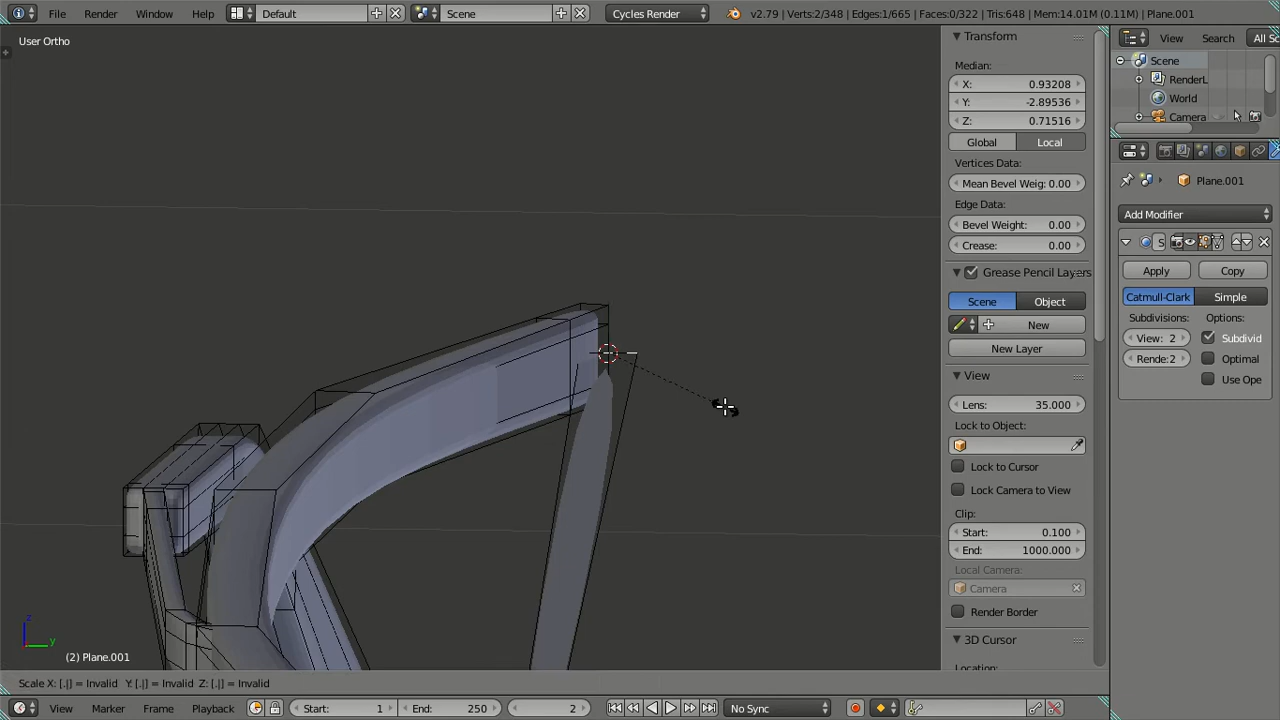 File Render Window Help Default Scene Cycles Render v2.79 | Verts:2/348 | Edges:1/665 | Faces:0/322 | Tris:648 | Mem:14.01M (0.11M) | Plane.001
User Ortho
Transform
Median:
X: 0.93208
Y: -2.89536
Z: 0.71516
Global Local
Vertices Data:
Mean Bevel Weig: 0.00
Edge Data:
Bevel Weight: 0.00
Crease: 0.00
Grease Pencil Layers
Scene Object
New
New Layer
View
Lens: 35.000
Lock to Object:
Lock to Cursor
Lock Camera to View
Clip:
Start: 0.100
End: 1000.000
Local Camera:
Camera
Render Border
3D Cursor
Location:
View Search All Sc
Scene
RenderL
World
Camera
Plane.001
Add Modifier
S
Apply Copy
Catmull-Clark Simple
Subdivisions: Options:
View: 2 Subdivid
Rende:2 Optimal
Use Ope
z
y
(2) Plane.001
Scale X: [.|] = Invalid Y: [.|] = Invalid Z: [.|] = Invalid
View Marker Frame Playback Start: 1 End: 250 2 No Sync